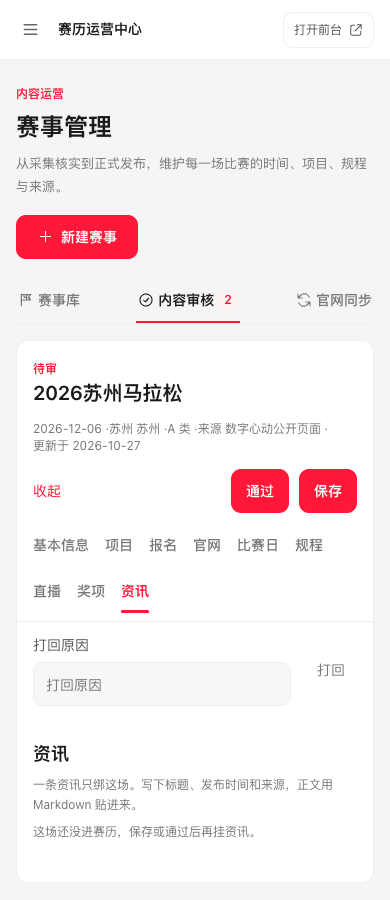 赛历运营中心
打开前台
内容运营
赛事管理
从采集核实到正式发布，维护每一场比赛的时间、项目、规程
与来源。
新建赛事
赛事库
内容审核 2
官网同步
待审
2026苏州马拉松
2026-12-06 ·苏州 苏州 ·A 类 ·来源 数字心动公开页面 ·
更新于 2026-10-27
收起
通过
保存
基本信息 项目 报名 官网 比赛日 规程
直播 奖项 资讯
打回原因
打回原因
打回
资讯
一条资讯只绑这场。写下标题、发布时间和来源，正文用
Markdown 贴进来。
这场还没进赛历，保存或通过后再挂资讯。